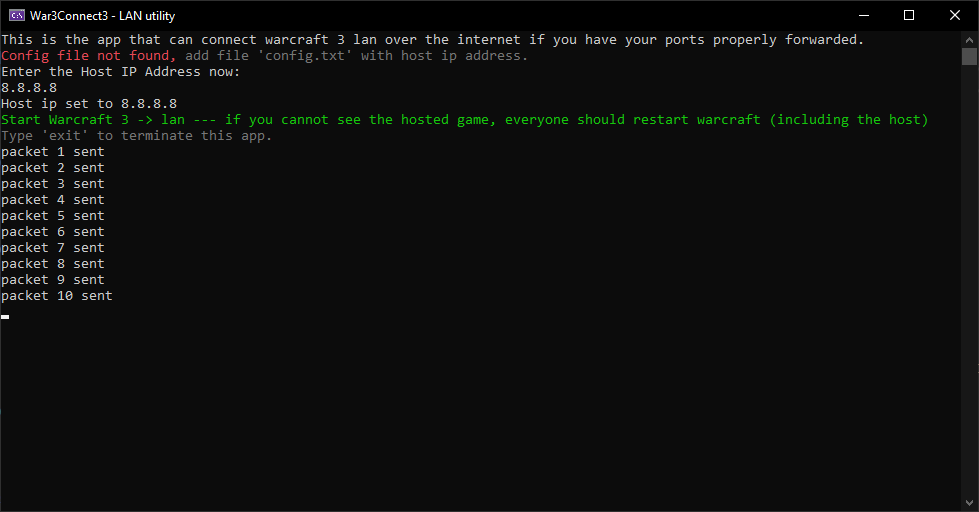 War3Connect3 - LAN utility
This is the app that can connect warcraft 3 lan over the internet if you have your ports properly forwarded.
Config file not found, add file 'config.txt' with host ip address.
Enter the Host IP Address now:
8.8.8.8
Host ip set to 8.8.8.8
Start Warcraft 3 -> lan --- if you cannot see the hosted game, everyone should restart warcraft (including the host)
Type 'exit' to terminate this app.
packet 1 sent
packet 2 sent
packet 3 sent
packet 4 sent
packet 5 sent
packet 6 sent
packet 7 sent
packet 8 sent
packet 9 sent
packet 10 sent